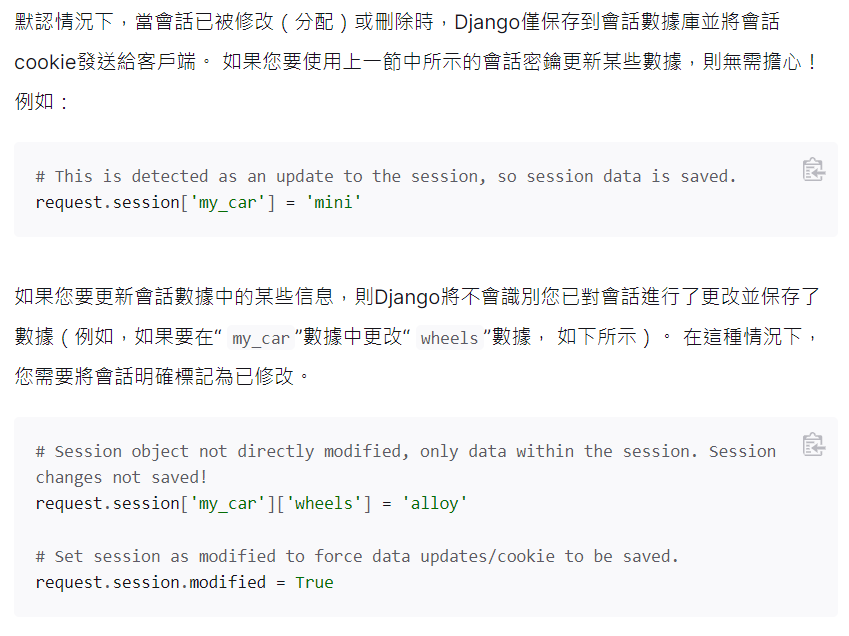 默認情況下，當會話已被修改（分配）或刪除時，Django僅保存到會話數據庫並將會話
cookie發送給客戶端。 如果您要使用上一節中所示的會話密鑰更新某些數據，則無需擔心！
例如：
# This is detected as an update to the session, so session data is saved.
request.session['my_car'] = 'mini'
如果您要更新會話數據中的某些信息，則Django將不會識別您已對會話進行了更改並保存了
數據（例如，如果要在“ my_car ”數據中更改“ wheels ”數據， 如下所示）。 在這種情況下，
您需要將會話明確標記為已修改。
# Session object not directly modified, only data within the session. Session
changes not saved!
request.session['my_car']['wheels'] = 'alloy'
# Set session as modified to force data updates/cookie to be saved.
request.session.modified = True